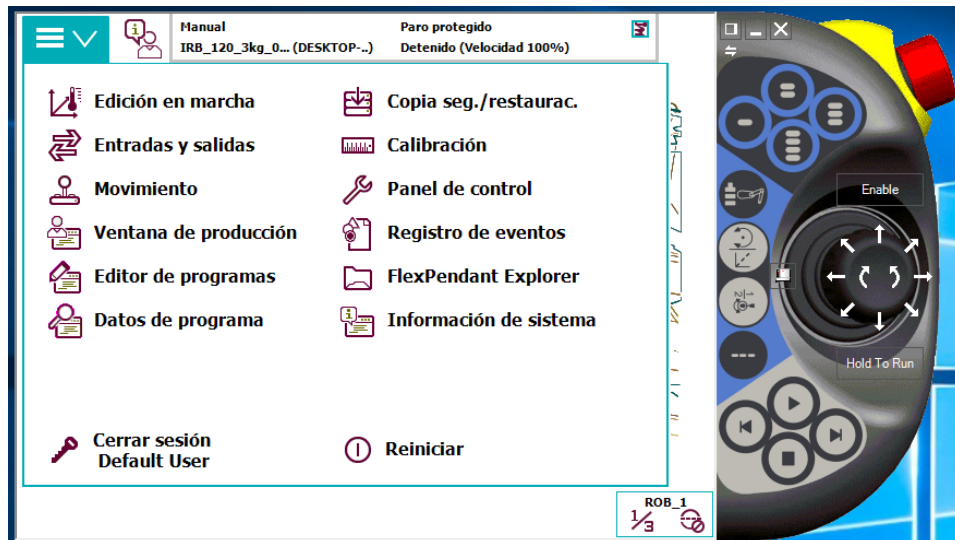 Manual
IRB_120_3kg_0... (DESKTOP-..)
Paro protegido
Detenido (Velocidad 100%)
Edición en marcha
Copia seg./restaurac.
Entradas y salidas
Calibración
Movimiento
Panel de control
Ventana de producción
Registro de eventos
Editor de programas
FlexPendant Explorer
Datos de programa
Información de sistema
Cerrar sesión
Default User
Reiniciar
ROB_1
1/3
Enable
Hold To Run